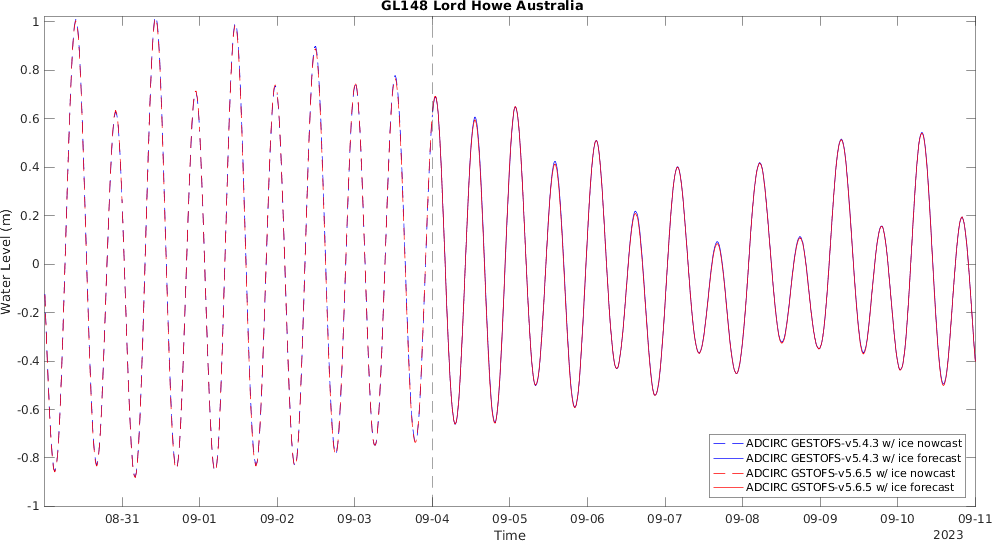 GL148 Lord Howe Australia
Water Level (m)
1
0.8
0.6
0.4
0.2
0
-0.2
-0.4
-0.6
-0.8
-1
ADCIRC GESTOFS-v5.4.3 w/ ice nowcast
ADCIRC GESTOFS-v5.4.3 w/ ice forecast
ADCIRC GSTOFS-v5.6.5 w/ ice nowcast
ADCIRC GSTOFS-v5.6.5 w/ ice forecast
08-31 09-01 09-02 09-03 09-04 09-05 09-06 09-07 09-08 09-09 09-10 09-11
Time
2023